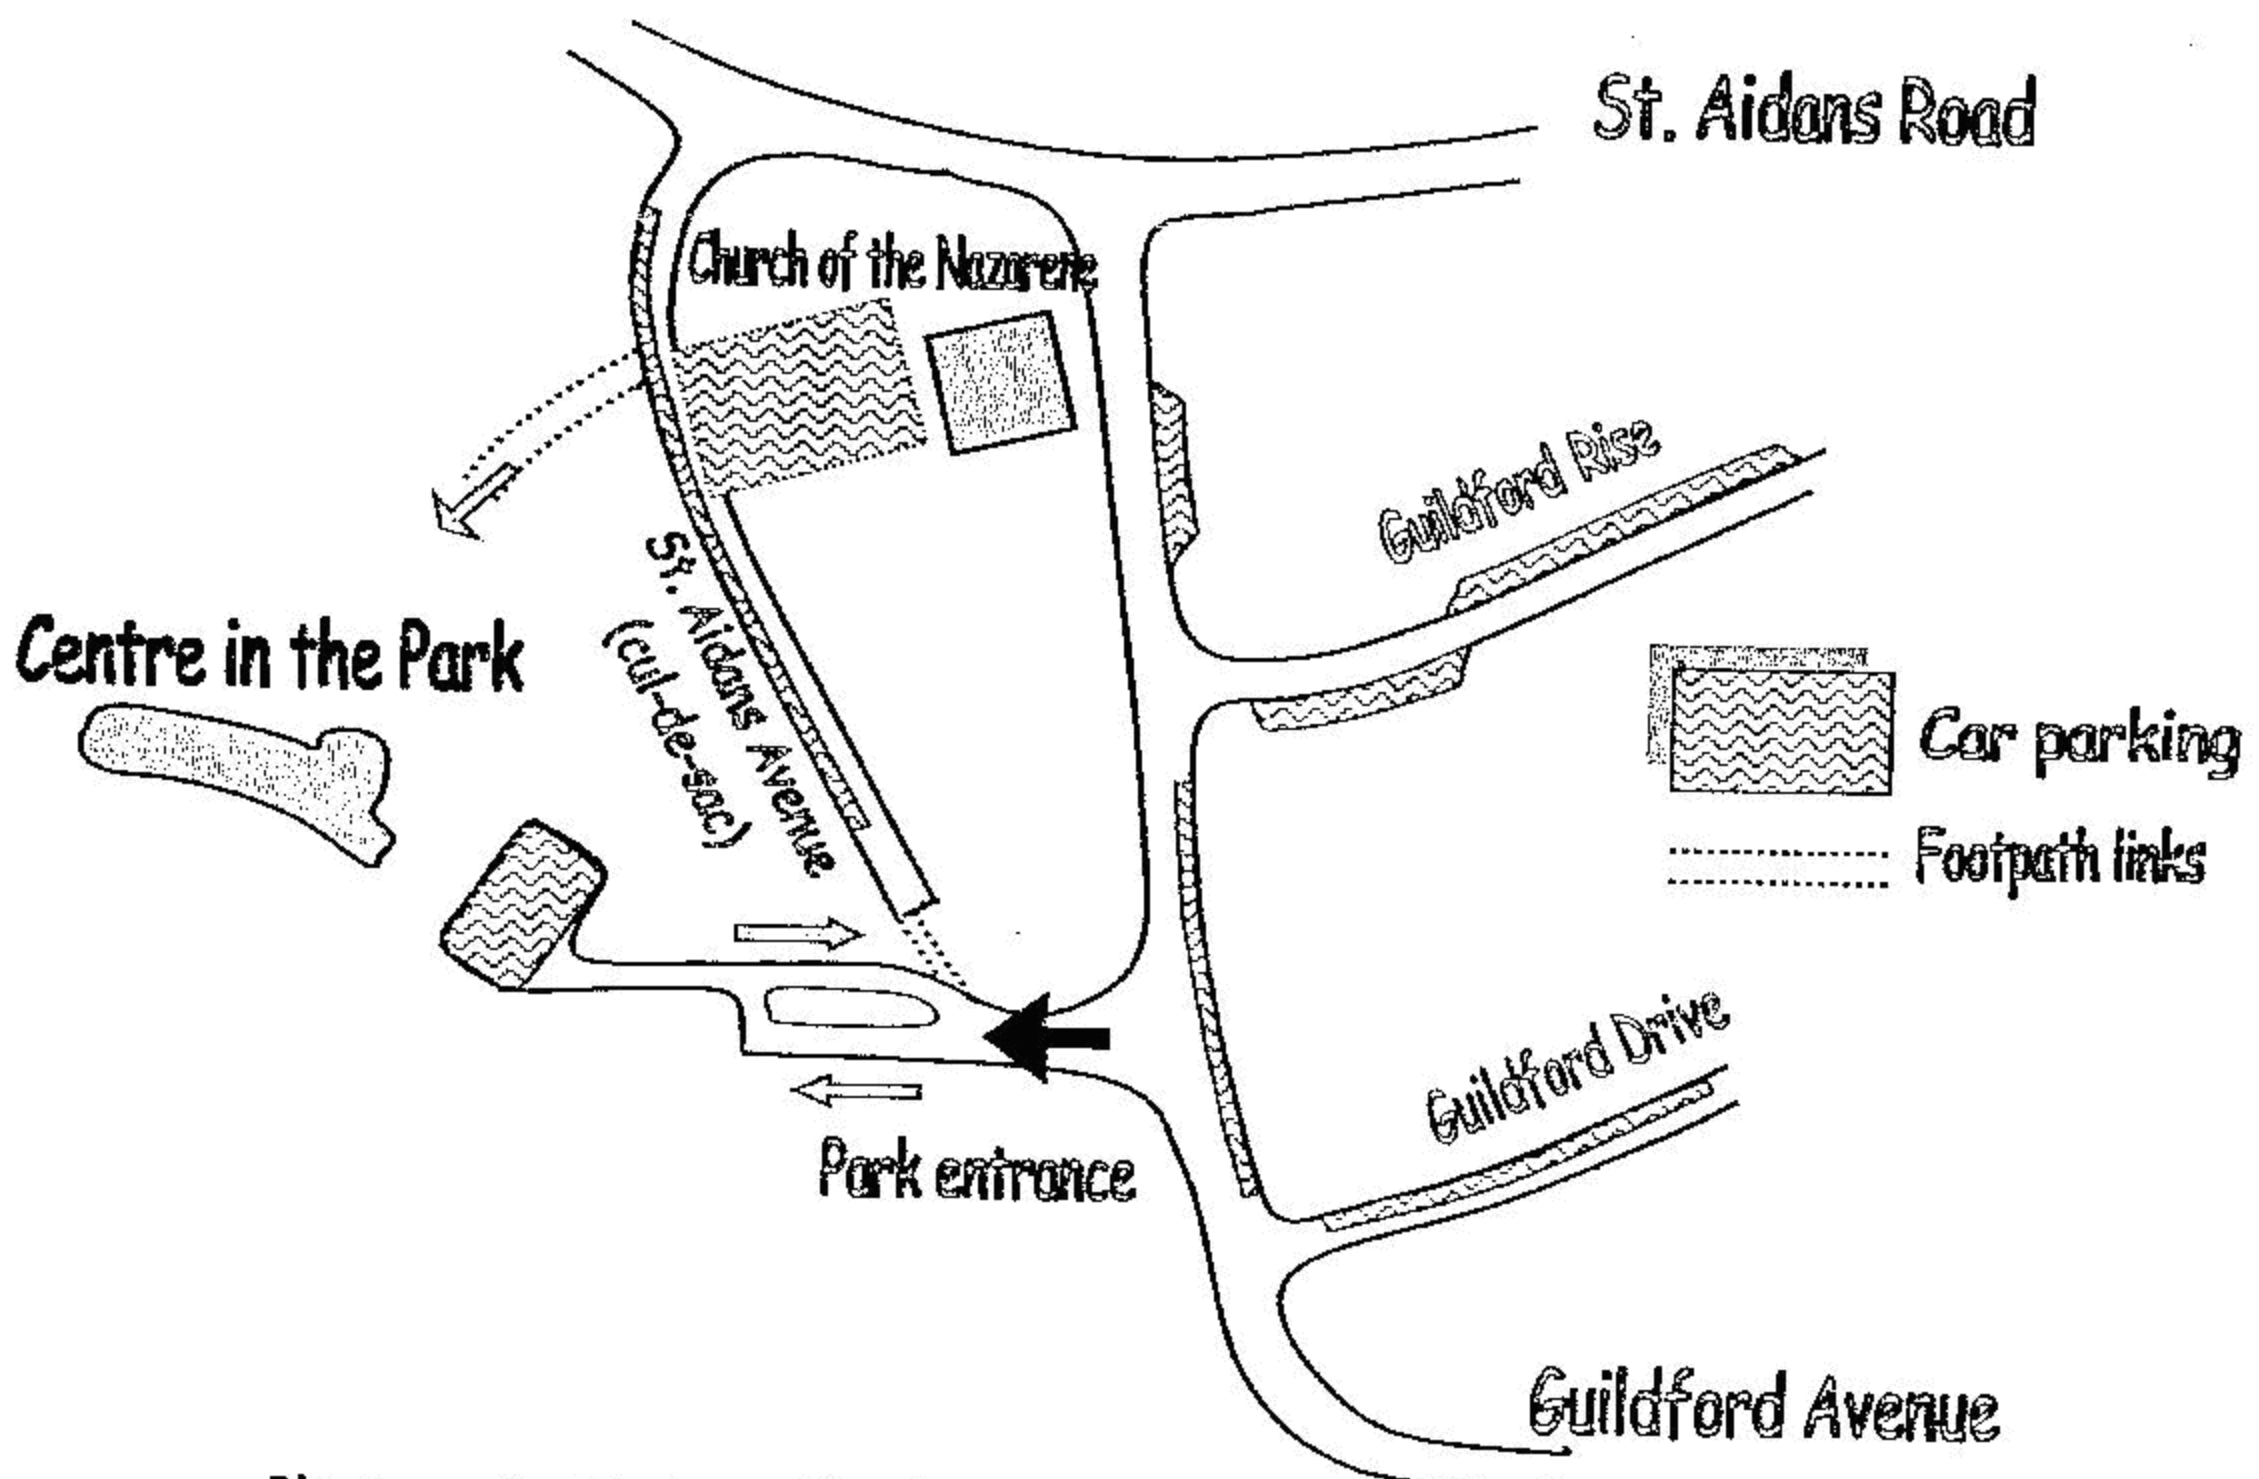 St. Aidans Road
Church of the Nazarene
Guildford Rise
St. Aidans Avenue
(cul-de-sac)
Centre in the Park
Car parking
Footpath links
Guildford Drive
Park entrance
Guildford Avenue